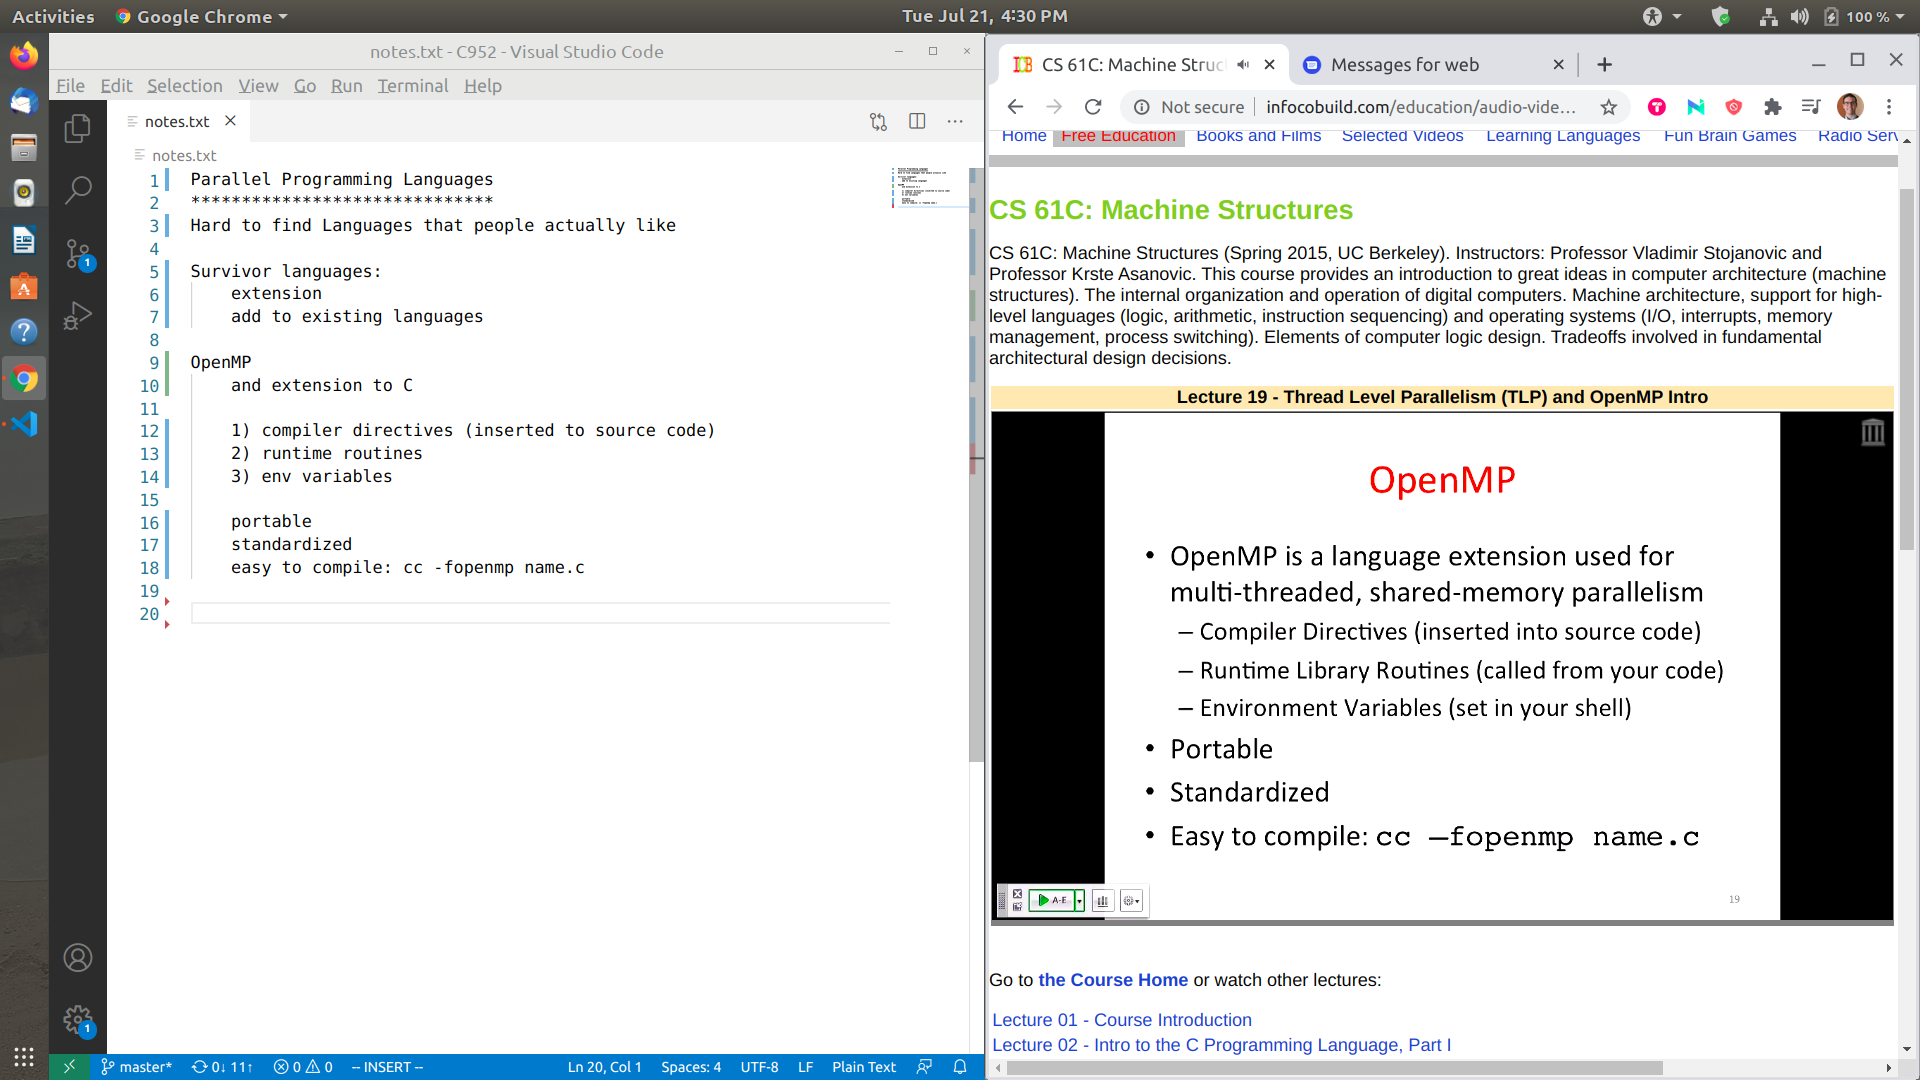 Activities
Google Chrome
Tue Jul 21, 4:30 PM
100 %
notes.txt - C952 - Visual Studio Code
File Edit Selection View Go Run Terminal Help
notes.txt
notes.txt
1 Parallel Programming Languages
2 ******************************
3 Hard to find Languages that people actually like
4
5 Survivor languages:
6 extension
7 add to existing languages
8
9 OpenMP
10 and extension to C
11
12 1) compiler directives (inserted to source code)
13 2) runtime routines
14 3) env variables
15
16 portable
17 standardized
18 easy to compile: cc -fopenmp name.c
19
20
1
1
master* 0↓ 11↑ 0 0 -- INSERT --
Ln 20, Col 1 Spaces: 4 UTF-8 LF Plain Text
CS 61C: Machine Struc
Messages for web
Not secure infocobuild.com/education/audio-vide...
Home Free Education Books and Films Selected Videos Learning Languages Fun Brain Games Radio Serv
CS 61C: Machine Structures
CS 61C: Machine Structures (Spring 2015, UC Berkeley). Instructors: Professor Vladimir Stojanovic and
Professor Krste Asanovic. This course provides an introduction to great ideas in computer architecture (machine
structures). The internal organization and operation of digital computers. Machine architecture, support for high-
level languages (logic, arithmetic, instruction sequencing) and operating systems (I/O, interrupts, memory
management, process switching). Elements of computer logic design. Tradeoffs involved in fundamental
architectural design decisions.
Lecture 19 - Thread Level Parallelism (TLP) and OpenMP Intro
OpenMP
• OpenMP is a language extension used for
multi-threaded, shared-memory parallelism
– Compiler Directives (inserted into source code)
– Runtime Library Routines (called from your code)
– Environment Variables (set in your shell)
• Portable
• Standardized
• Easy to compile: cc –fopenmp name.c
A-E
19
Go to the Course Home or watch other lectures:
Lecture 01 - Course Introduction
Lecture 02 - Intro to the C Programming Language, Part I